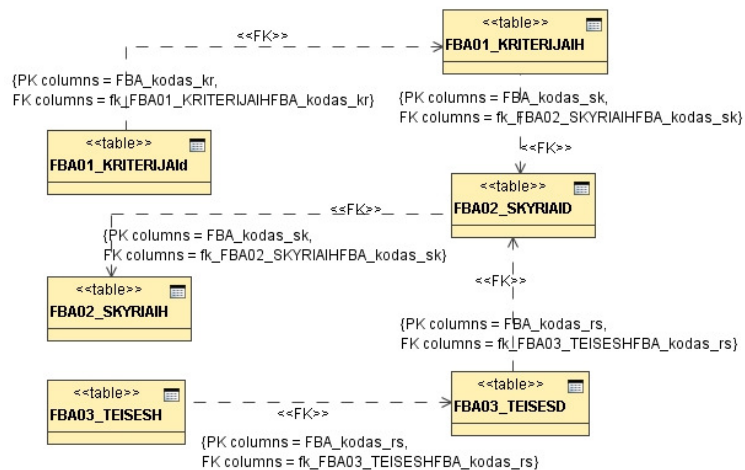 <<table>>
FBA01_KRITERIJAIH
<<FK>>
{PK columns = FBA_kodas_kr,
FK columns = fk_FBA01_KRITERIJAIHFBA_kodas_kr}
{PK columns = FBA_kodas_sk,
FK columns = fk_FBA02_SKYRIAIHFBA_kodas_sk}
<<table>>
FBA01_KRITERIJAId
<<FK>>
<<table>>
FBA02_SKYRIAID
<<FK>>
{PK columns = FBA_kodas_sk,
FK columns = fk_FBA02_SKYRIAIHFBA_kodas_sk}
<<table>>
FBA02_SKYRIAIH
<<FK>>
{PK columns = FBA_kodas_rs,
FK columns = fk_FBA03_TEISESHFBA_kodas_rs}
<<table>>
FBA03_TEISESH
<<table>>
FBA03_TEISESD
<<FK>>
{PK columns = FBA_kodas_rs,
FK columns = fk_FBA03_TEISESHFBA_kodas_rs}